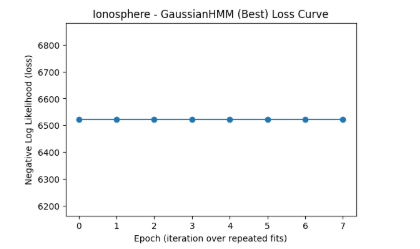 Ionosphere - GaussianHMM (Best) Loss Curve
Negative Log Likelihood (loss)
6800
6700
6600
6500
6400
6300
6200
0 1 2 3 4 5 6 7
Epoch (iteration over repeated fits)